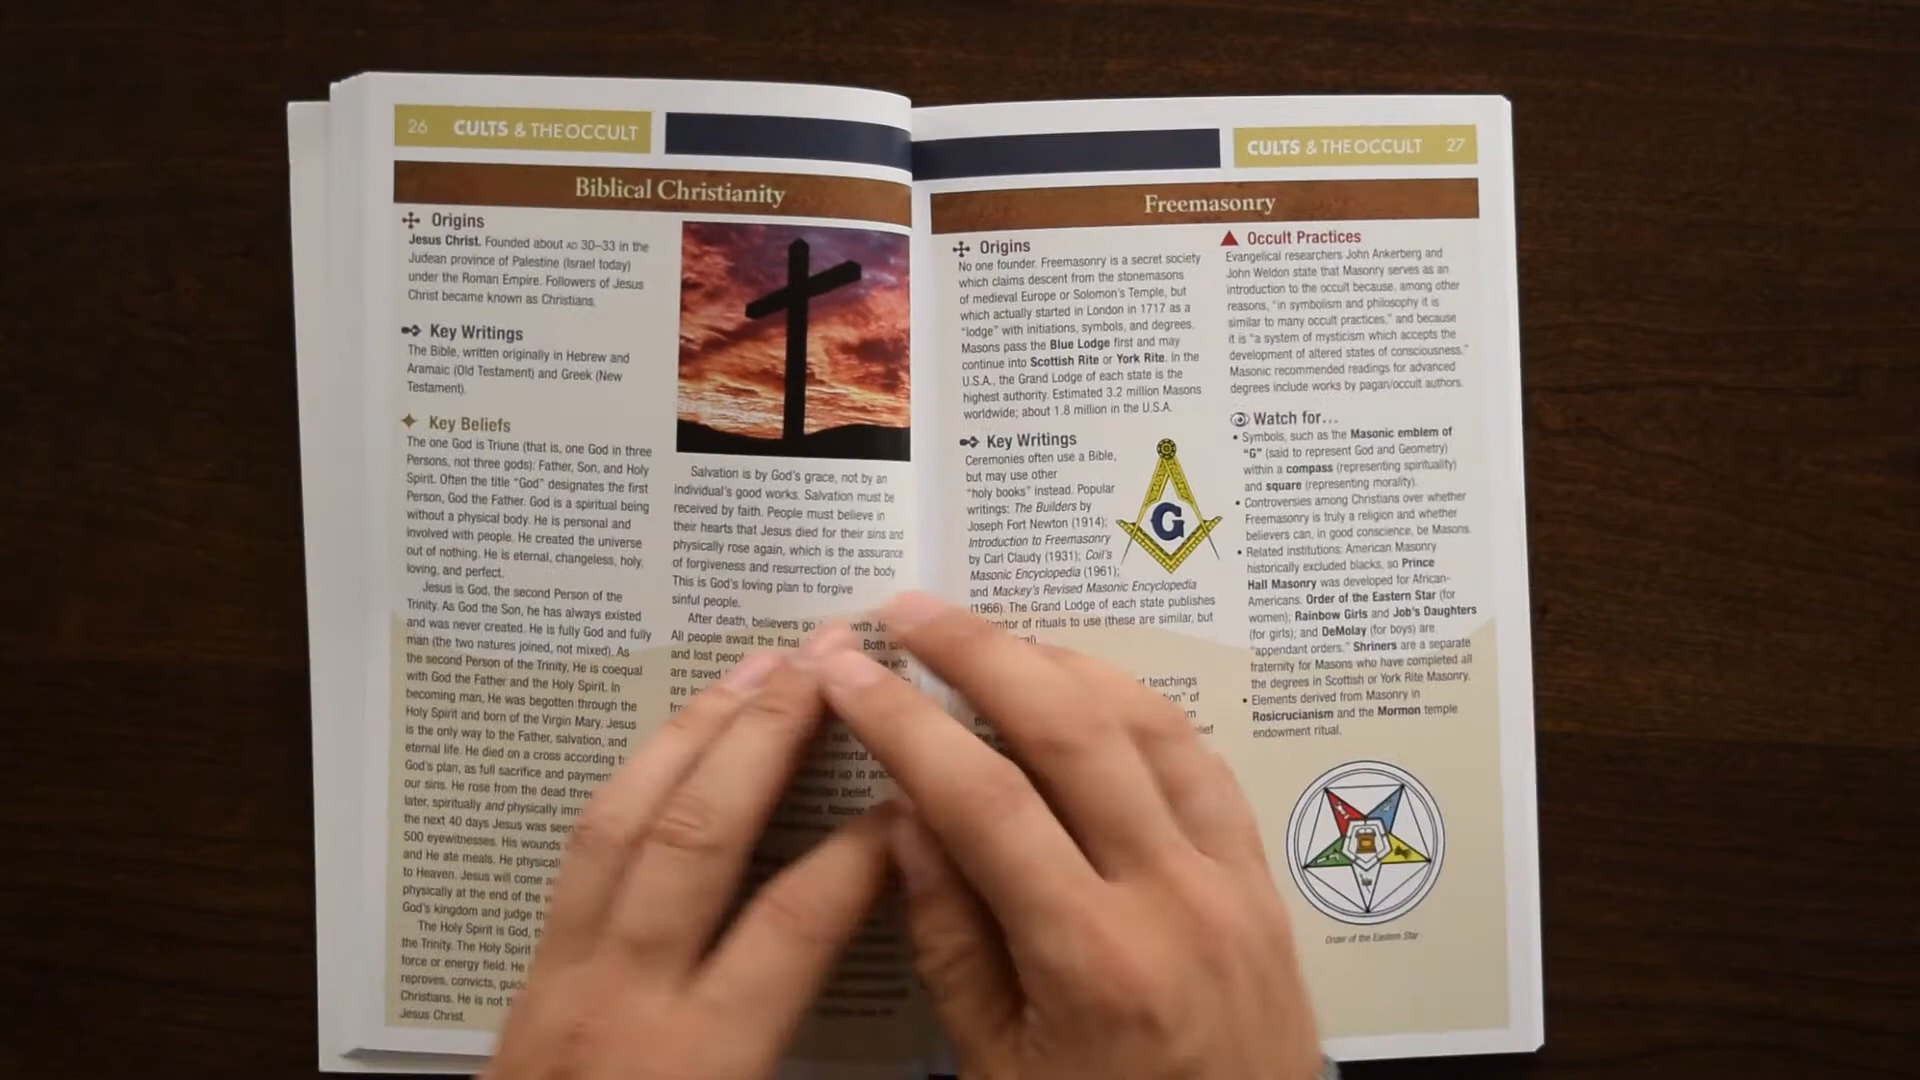 26 CULTS & THE OCCULT
Biblical Christianity
Origins
Jesus Christ. Founded about AD 30–33 in the
Judean province of Palestine (Israel today)
under the Roman Empire. Followers of Jesus
Christ became known as Christians.
Key Writings
The Bible, written originally in Hebrew and
Aramaic (Old Testament) and Greek (New
Testament).
Key Beliefs
The one God is Triune (that is, one God in three
Persons, not three gods): Father, Son, and Holy
Spirit. Often the title "God" designates the first
Person, God the Father. God is a spiritual being
without a physical body. He is personal and
involved with people. He created the universe
out of nothing. He is eternal, changeless, holy,
loving, and perfect.
Jesus is God, the second Person of the
Trinity. As God the Son, he has always existed
and was never created. He is fully God and fully
man (the two natures joined, not mixed). As
the second Person of the Trinity, He is coequal
with God the Father and the Holy Spirit. In
becoming man, He was begotten through the
Holy Spirit and born of the Virgin Mary. Jesus
is the only way to the Father, salvation, and
eternal life. He died on a cross according
God's plan, as full sacrifice and payment
our sins. He rose from the dead
later, spiritually and physically
the next 40 days Jesus was seen
500 eyewitnesses. His wounds
and He ate meals. He
to Heaven. Jesus will come
physically at the end of the
God's kingdom and judge
The Holy Spirit is God,
the Trinity. The Holy Spirit
force or energy field. He
reproves, convicts,
Christians. He is not
Jesus Christ.
Salvation is by God's grace, not by an
individual's good works. Salvation must be
received by faith. People must believe in
their hearts that Jesus died for their sins and
physically rose again, which is the assurance
of forgiveness and resurrection of the body.
This is God's loving plan to forgive
sinful people.
After death, believers go with
All people await the final Both
and lost
are saved who
are
up in
belief,
CULTS & THE OCCULT 27
Freemasonry
Origins
No one founder. Freemasonry is a secret society
which claims descent from the stonemasons
of medieval Europe or Solomon's Temple, but
which actually started in London in 1717 as a
"lodge" with initiations, symbols, and degrees.
Masons pass the Blue Lodge first and may
continue into Scottish Rite or York Rite. In the
U.S.A., the Grand Lodge of each state is the
highest authority. Estimated 3.2 million Masons
worldwide; about 1.8 million in the U.S.A.
Key Writings
Ceremonies often use a Bible,
but may use other
"holy books" instead. Popular
writings: The Builders by
Joseph Fort Newton (1914);
Introduction to Freemasonry
by Carl Claudy (1931); Coil's
Masonic Encyclopedia (1961);
and Mackey's Revised Masonic Encyclopedia
(1966). The Grand Lodge of each state publishes
of rituals to use (these are similar, but
teachings
of
G
Occult Practices
Evangelical researchers John Ankerberg and
John Weldon state that Masonry serves as an
introduction to the occult because, among other
reasons, "in symbolism and philosophy it is
similar to many occult practices," and because
it is "a system of mysticism which accepts the
development of altered states of consciousness."
Masonic recommended readings for advanced
degrees include works by pagan/occult authors.
Watch for…
• Symbols, such as the Masonic emblem of
"G" (said to represent God and Geometry)
within a compass (representing spirituality)
and square (representing morality).
• Controversies among Christians over whether
Freemasonry is truly a religion and whether
believers can, in good conscience, be Masons.
• Related institutions: American Masonry
historically excluded blacks, so Prince
Hall Masonry was developed for African-
Americans. Order of the Eastern Star (for
women); Rainbow Girls and Job's Daughters
(for girls); and DeMolay (for boys) are
"appendant orders." Shriners are a separate
fraternity for Masons who have completed all
the degrees in Scottish or York Rite Masonry.
• Elements derived from Masonry in
Rosicrucianism and the Mormon temple
endowment ritual.
Order of the Eastern Star